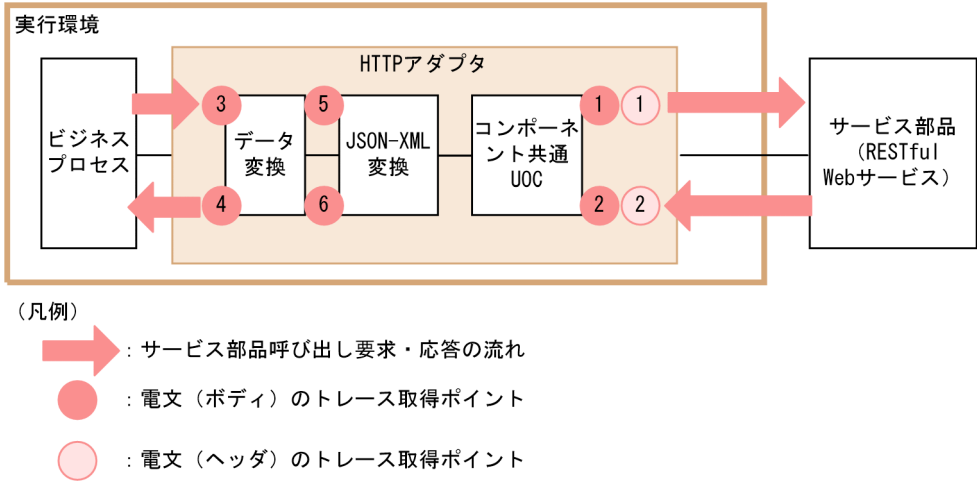 実行環境
HTTPアダプタ
ビジネス
プロセス
3
データ
変換
4
5
JSON-XML
変換
6
コンポーネ
ント共通
UOC
1
1
2
2
サービス部品
(RESTful
Webサービス)
(凡例)
:サービス部品呼び出し要求・応答の流れ
:電文(ボディ)のトレース取得ポイント
:電文(ヘッダ)のトレース取得ポイント